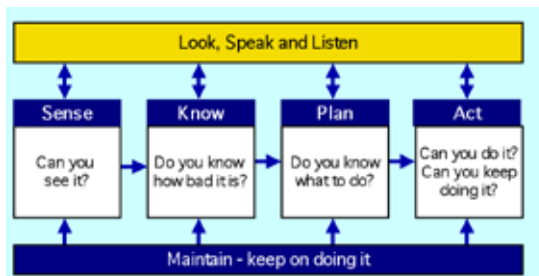 Look, Speak and Listen
Sense
Can you
see it?
Know
Do you know
how bad it is?
Plan
Do you know
what to do?
Act
Can you do it?
Can you keep
doing it?
Maintain - keep on doing it